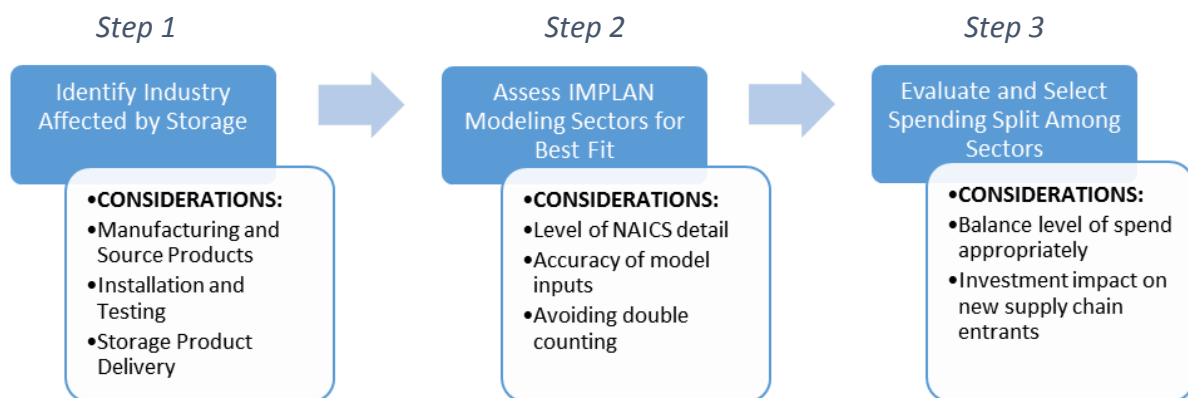 Step 1
Identify Industry
Affected by Storage
•CONSIDERATIONS:
•Manufacturing and
Source Products
•Installation and
Testing
•Storage Product
Delivery
Step 2
Assess IMPLAN
Modeling Sectors for
Best Fit
•CONSIDERATIONS:
•Level of NAICS detail
•Accuracy of model
inputs
•Avoiding double
counting
Step 3
Evaluate and Select
Spending Split Among
Sectors
•CONSIDERATIONS:
•Balance level of spend
appropriately
•Investment impact on
new supply chain
entrants